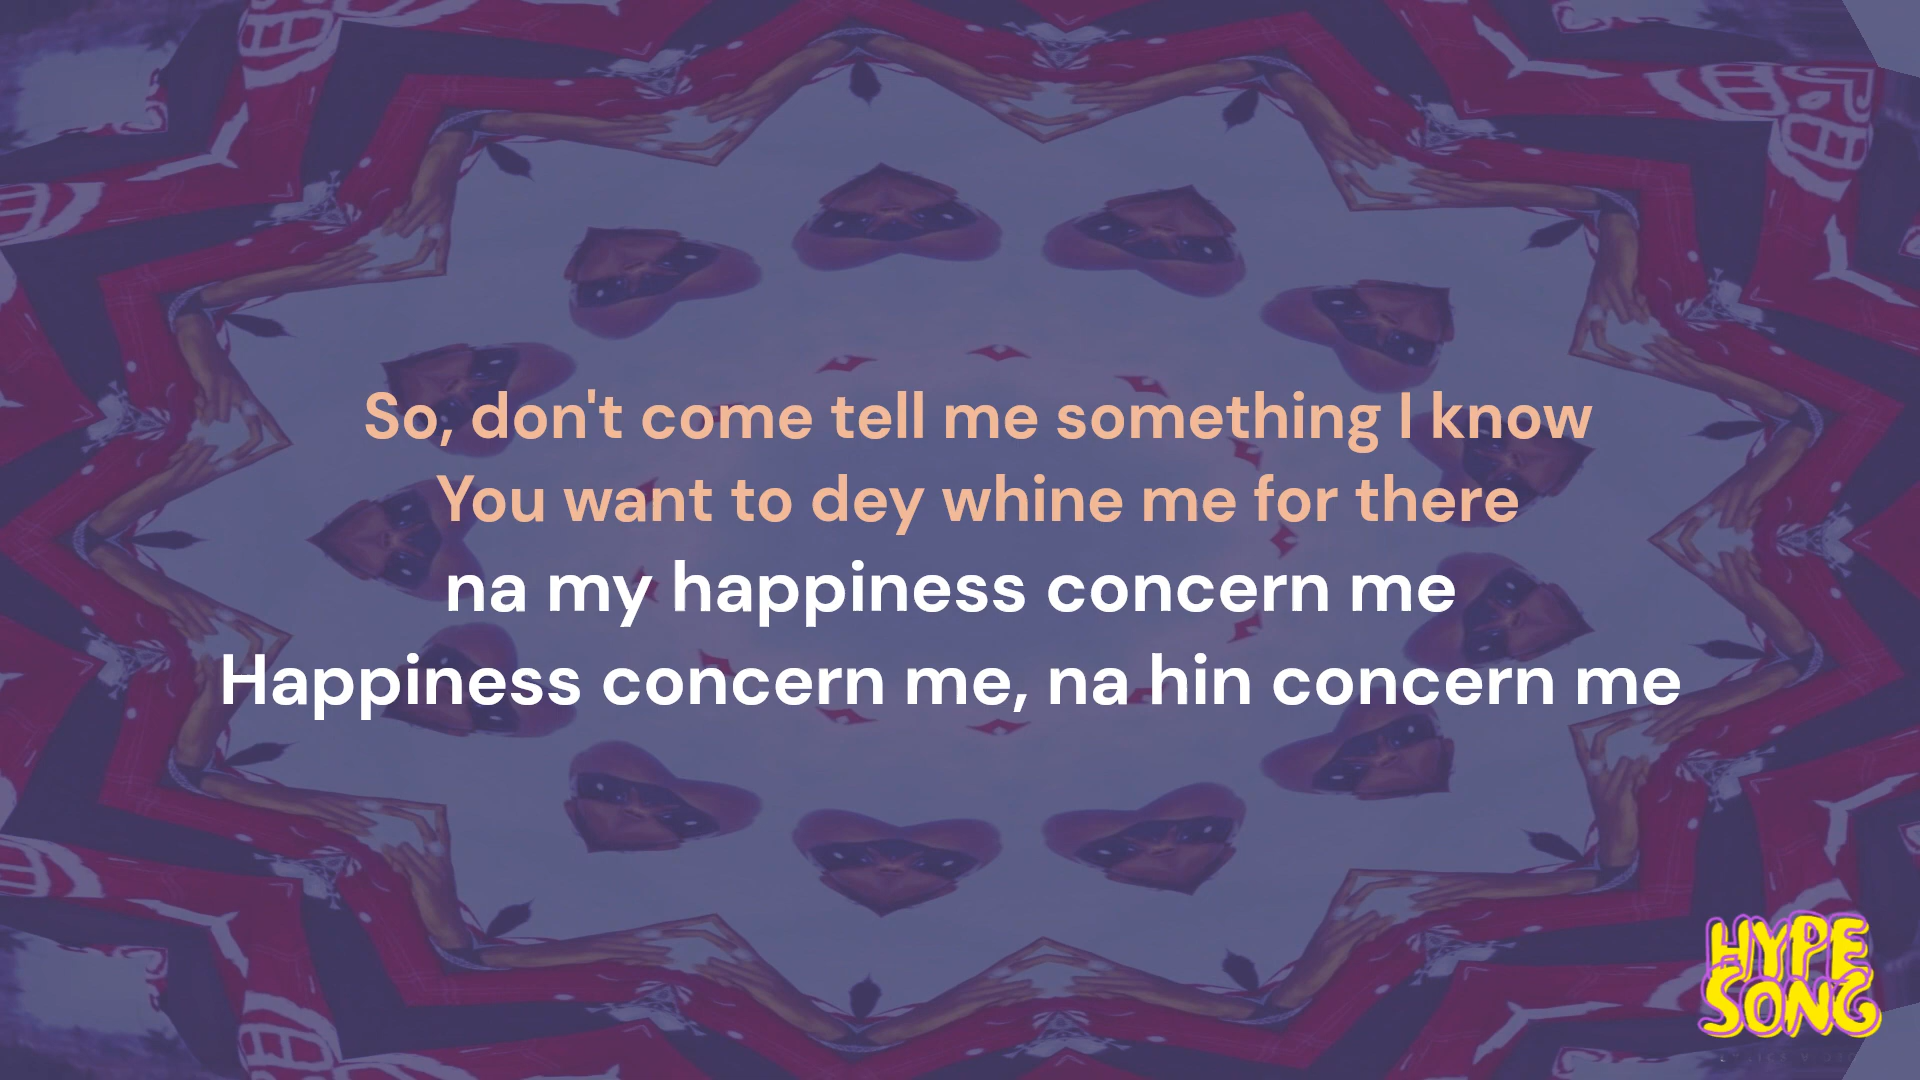 So, don't come tell me something I know
You want to dey whine me for there
na my happiness concern me
Happiness concern me, na hin concern me
HYPE
SONG